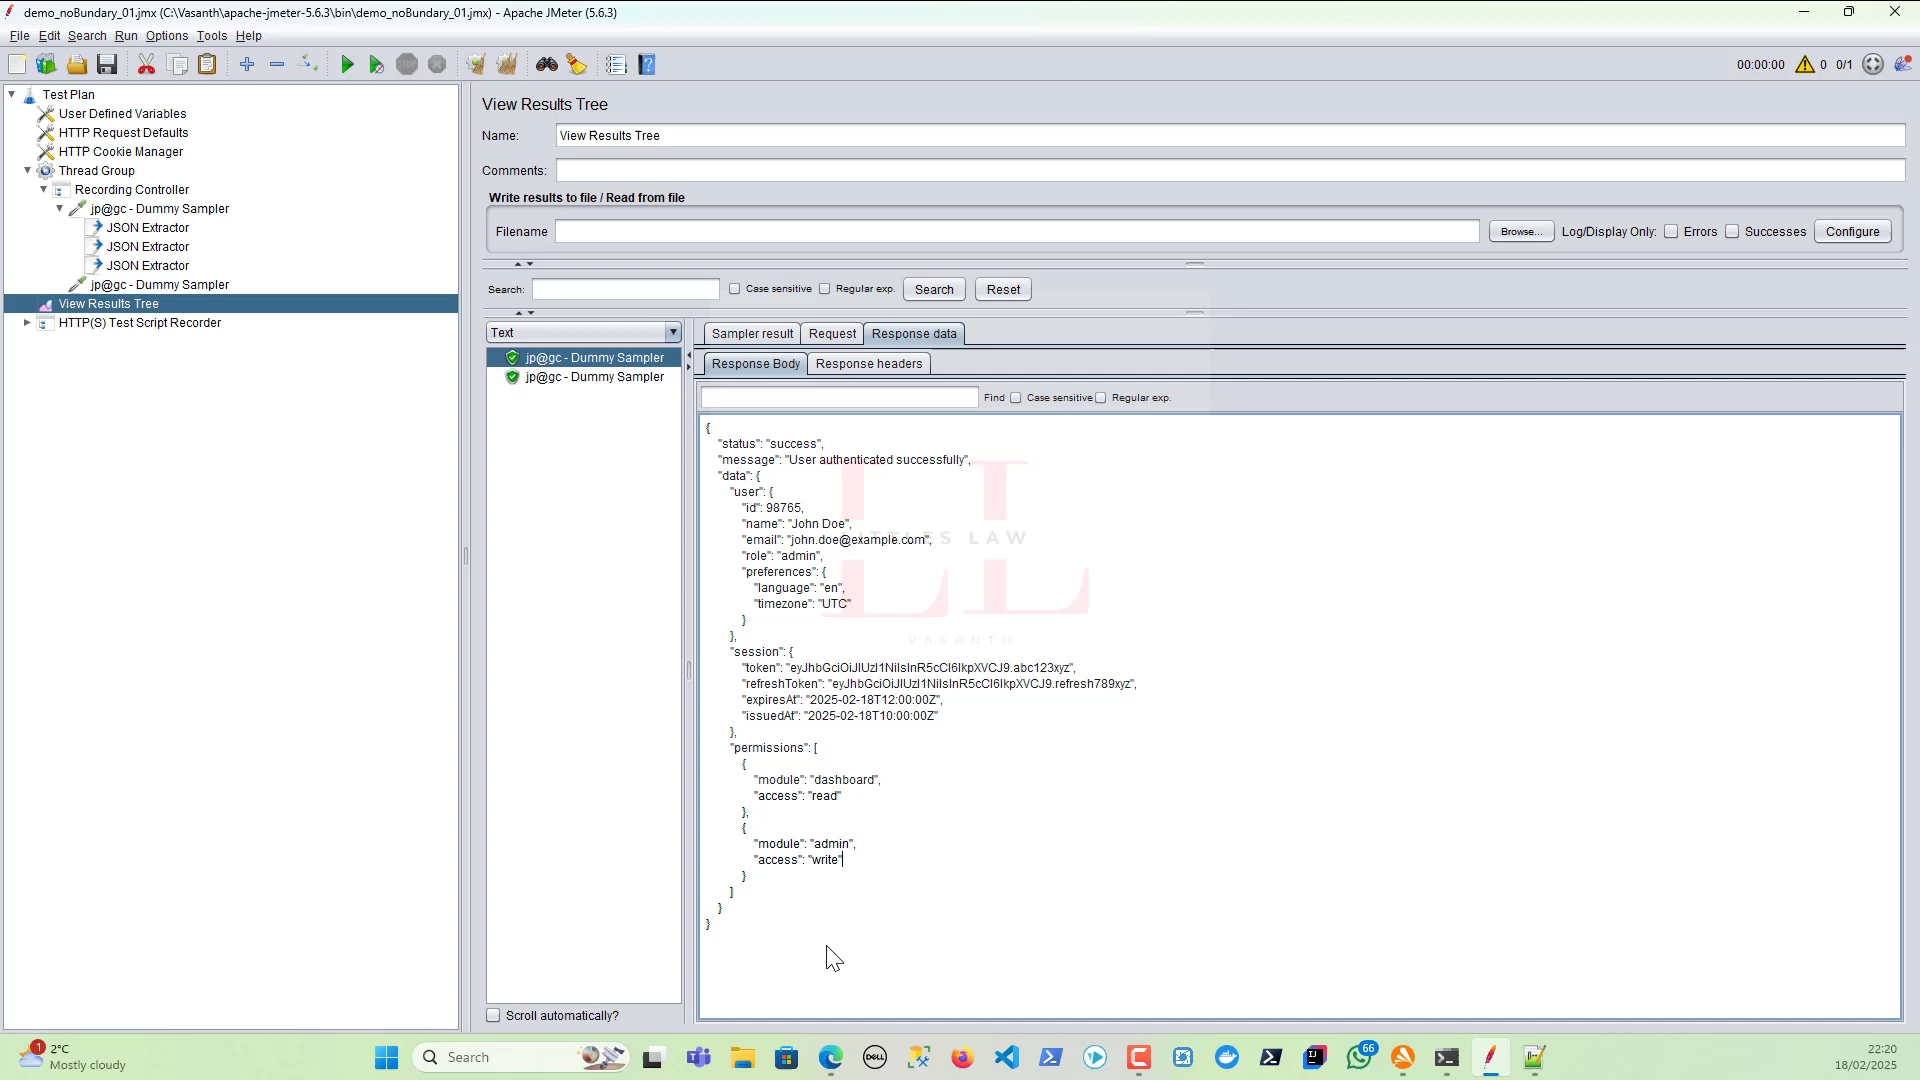 demo_noBundary_01.jmx (C:\Vasanth\apache-jmeter-5.6.3\bin\demo_noBundary_01.jmx) - Apache JMeter (5.6.3)
File Edit Search Run Options Tools Help
00:00:00 0 0/1
Test Plan
User Defined Variables
HTTP Request Defaults
HTTP Cookie Manager
Thread Group
Recording Controller
jp@gc - Dummy Sampler
JSON Extractor
JSON Extractor
JSON Extractor
jp@gc - Dummy Sampler
View Results Tree
HTTP(S) Test Script Recorder
View Results Tree
Name: View Results Tree
Comments:
Write results to file / Read from file
Filename Browse... Log/Display Only: Errors Successes Configure
Search: Case sensitive Regular exp. Search Reset
Text
jp@gc - Dummy Sampler
jp@gc - Dummy Sampler
Scroll automatically?
Sampler result Request Response data
Response Body Response headers
Find Case sensitive Regular exp.
{
"status": "success",
"message": "User authenticated successfully",
"data": {
"user": {
"id": 98765,
"name": "John Doe",
"email": "john.doe@example.com",
"role": "admin",
"preferences": {
"language": "en",
"timezone": "UTC"
}
},
"session": {
"token": "eyJhbGciOiJIUzI1NiIsInR5cCI6IkpXVCJ9.abc123xyz",
"refreshToken": "eyJhbGciOiJIUzI1NiIsInR5cCI6IkpXVCJ9.refresh789xyz",
"expiresAt": "2025-02-18T12:00:00Z",
"issuedAt": "2025-02-18T10:00:00Z"
},
"permissions": [
{
"module": "dashboard",
"access": "read"
},
{
"module": "admin",
"access": "write"
}
]
}
}
LAW
VASANTH
1
2°C
Mostly cloudy
Search
DELL
66
22:20
18/02/2025